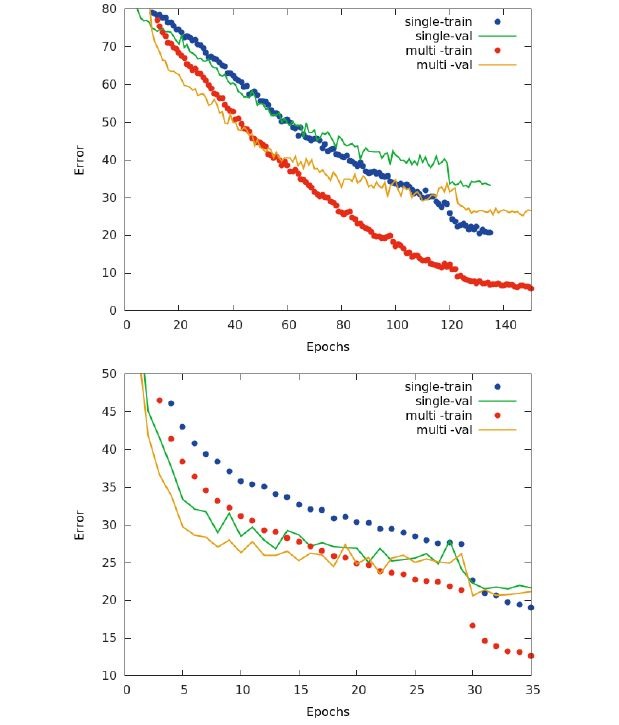 80
70
60
50
40
30
20
10
0
Error
single-train
single-val
multi -train
multi -val
0 20 40 60 80 100 120 140
Epochs
50
45
40
35
30
25
20
15
10
Error
single-train
single-val
multi -train
multi -val
0 5 10 15 20 25 30 35
Epochs